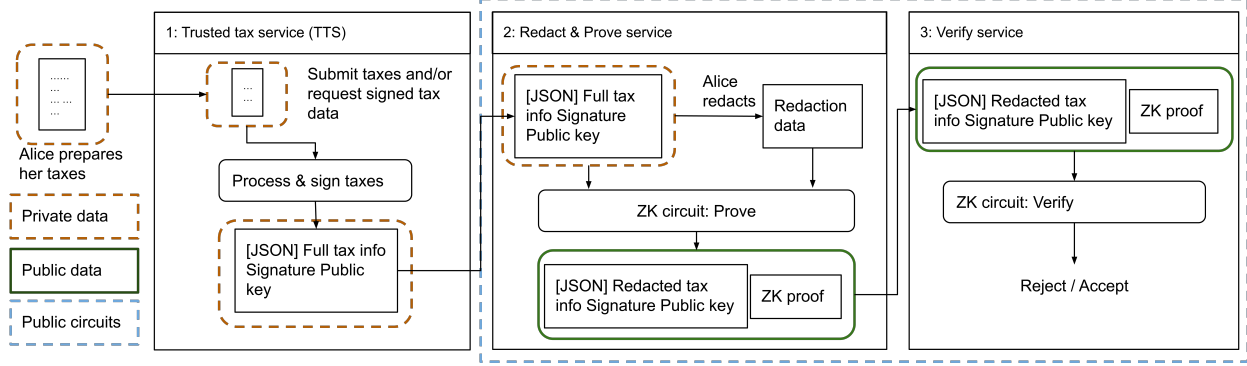 1: Trusted tax service (TTS)
2: Redact & Prove service
3: Verify service
......
...
... ...
...
Alice prepares
her taxes
Private data
Public data
Public circuits
...
...
Submit taxes and/or
request signed tax
data
Process & sign taxes
[JSON] Full tax info
Signature Public
key
[JSON] Full tax
info Signature
Public key
Alice
redacts
Redaction
data
ZK circuit: Prove
[JSON] Redacted tax
info Signature Public key
ZK proof
[JSON] Redacted tax
info Signature Public key
ZK proof
ZK circuit: Verify
Reject / Accept